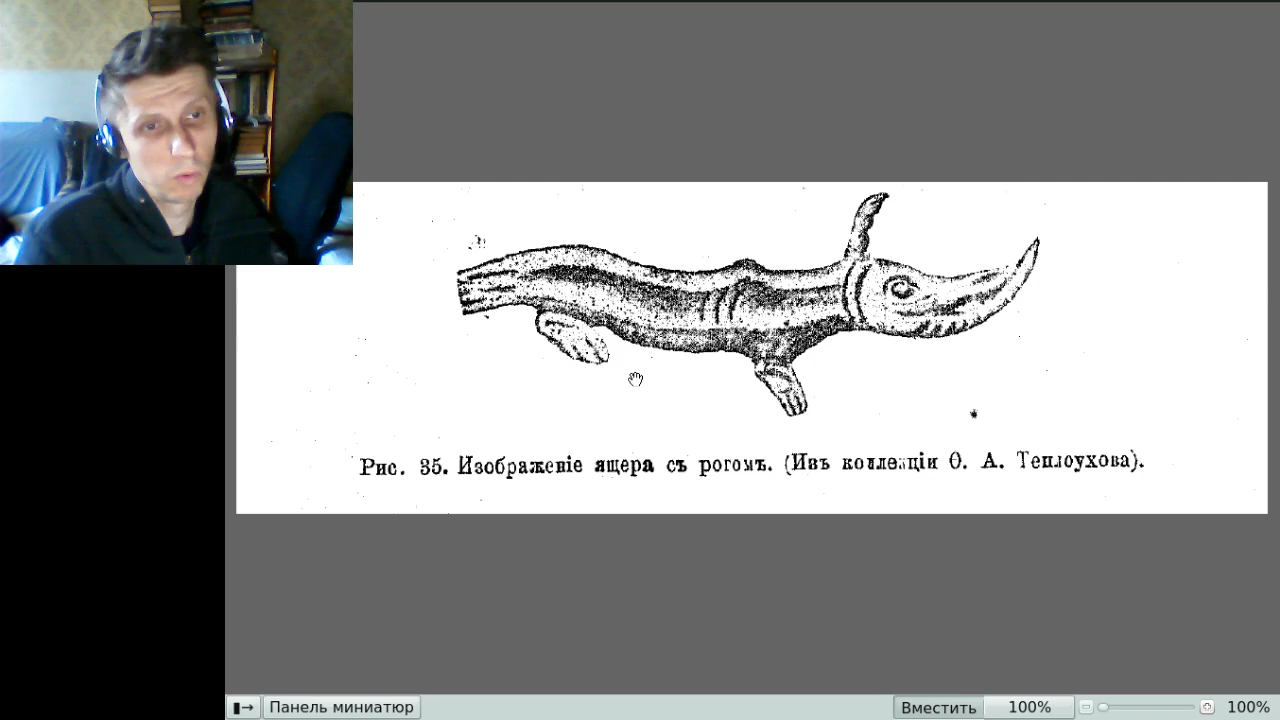 Рис. 35. Изображеніе ящера съ рогомъ. (Изъ коллекціи Ѳ. А. Теплоухова).
Панель миниатюр
Вместить
100%
100%